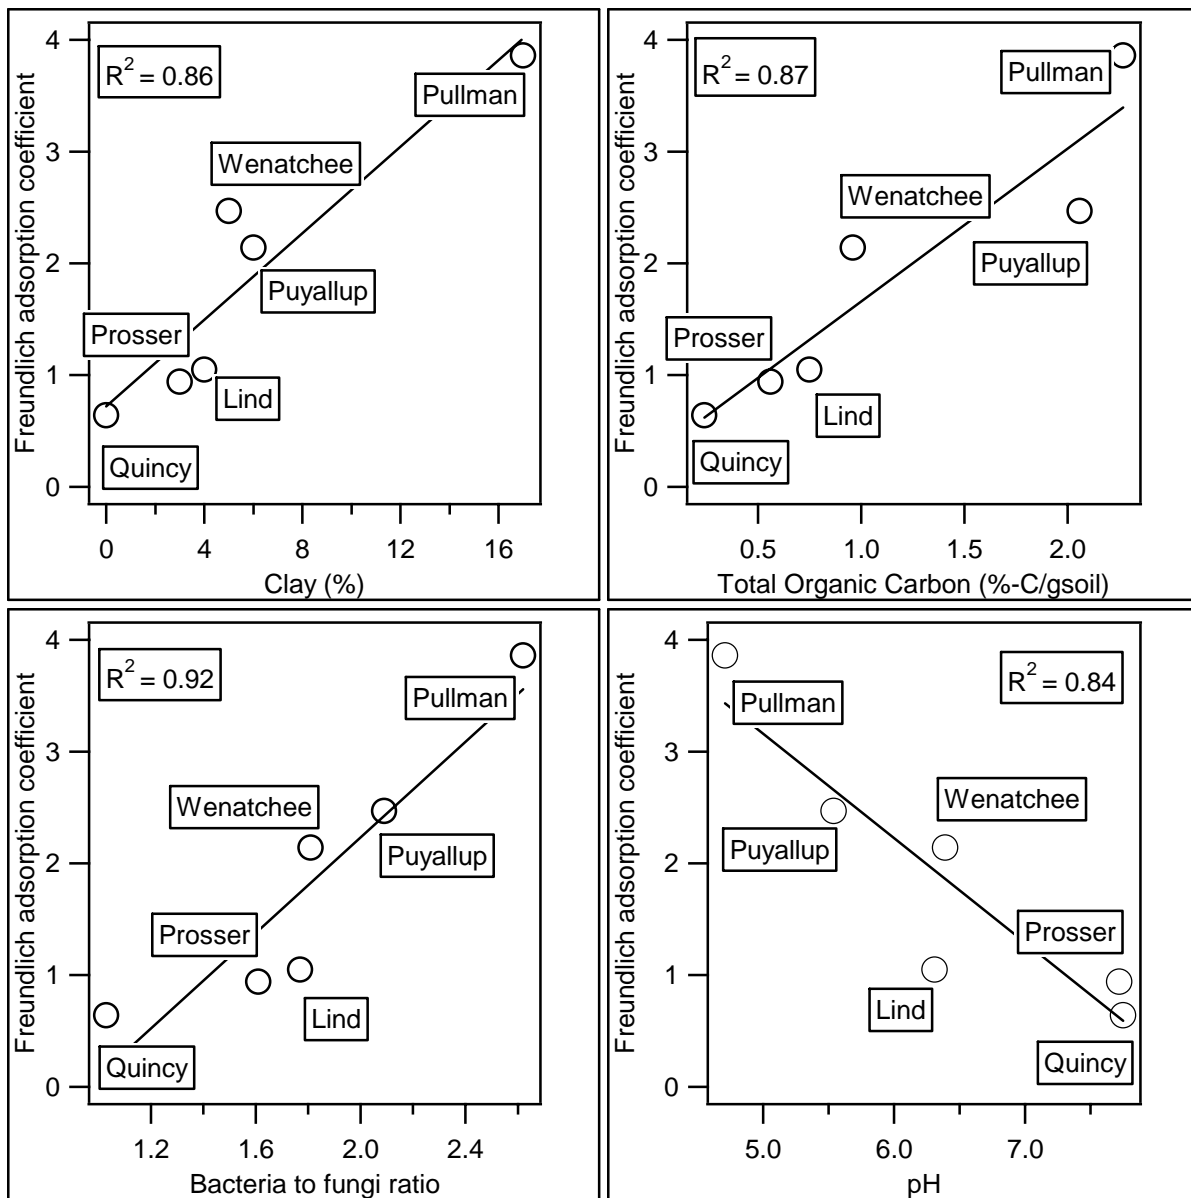 Freundlich adsorption coefficient
4
3
2
1
0
R2 = 0.86
Pullman
Wenatchee
Puyallup
Prosser
Lind
Quincy
0 4 8 12 16
Clay (%)
Freundlich adsorption coefficient
4
3
2
1
0
R2 = 0.87
Pullman
Wenatchee
Puyallup
Prosser
Lind
Quincy
0.5 1.0 1.5 2.0
Total Organic Carbon (%-C/gsoil)
Freundlich adsorption coefficient
4
3
2
1
0
R2 = 0.92
Pullman
Wenatchee
Puyallup
Prosser
Lind
Quincy
1.2 1.6 2.0 2.4
Bacteria to fungi ratio
Freundlich adsorption coefficient
4
3
2
1
0
R2 = 0.84
Pullman
Wenatchee
Puyallup
Prosser
Lind
Quincy
5.0 6.0 7.0
pH